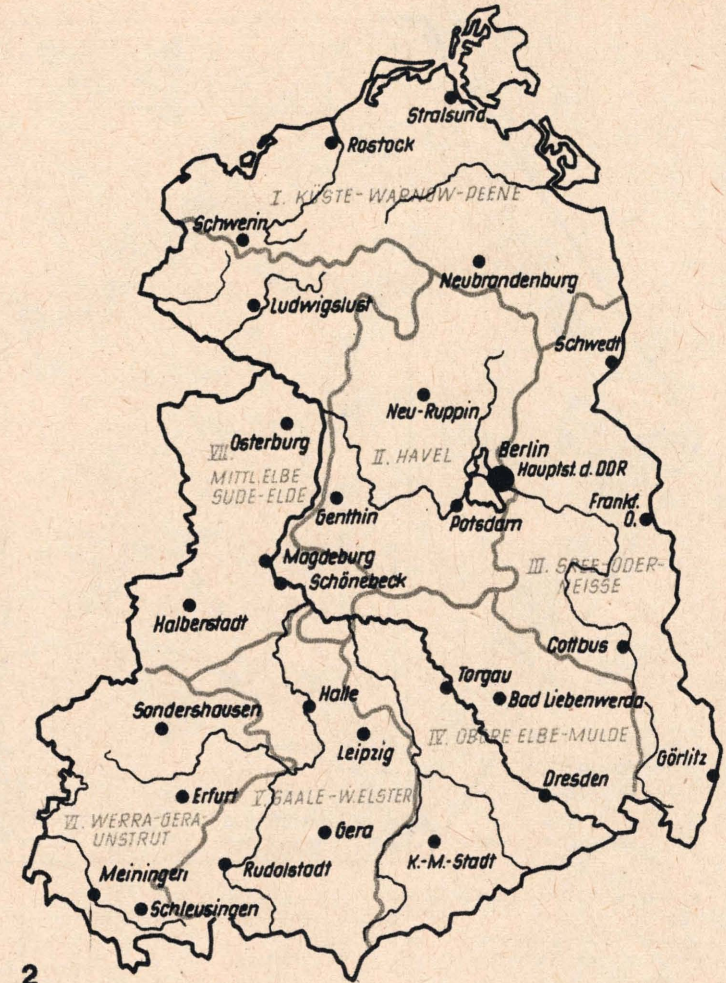 Stralsund
Rostock
I. KÜSTE-WARNOW-PEENE
Schwerin
Neubrandenburg
Ludwigslust
Schwedt
Neu-Ruppin
VII.
Osterburg
MITTL.ELBE
SUDE-ELDE
II. HAVEL
Berlin
Hauptst. d. DDR
Genthin
Potsdam
Frankf.
O.
Magdeburg
Schönebeck
III. SPREE-ODER-
NEISSE
Halberstadt
Cottbus
Torgau
Bad Liebenwerda
Halle
Sondershausen
Leipzig
IV. OBERE ELBE-MULDE
Görlitz
Dresden
Erfurt
V. SAALE-W.ELSTER
VI. WERRA-GERA-
UNSTRUT
Gera
K.-M.-Stadt
Meiningen
Rudolstadt
Schleusingen
2